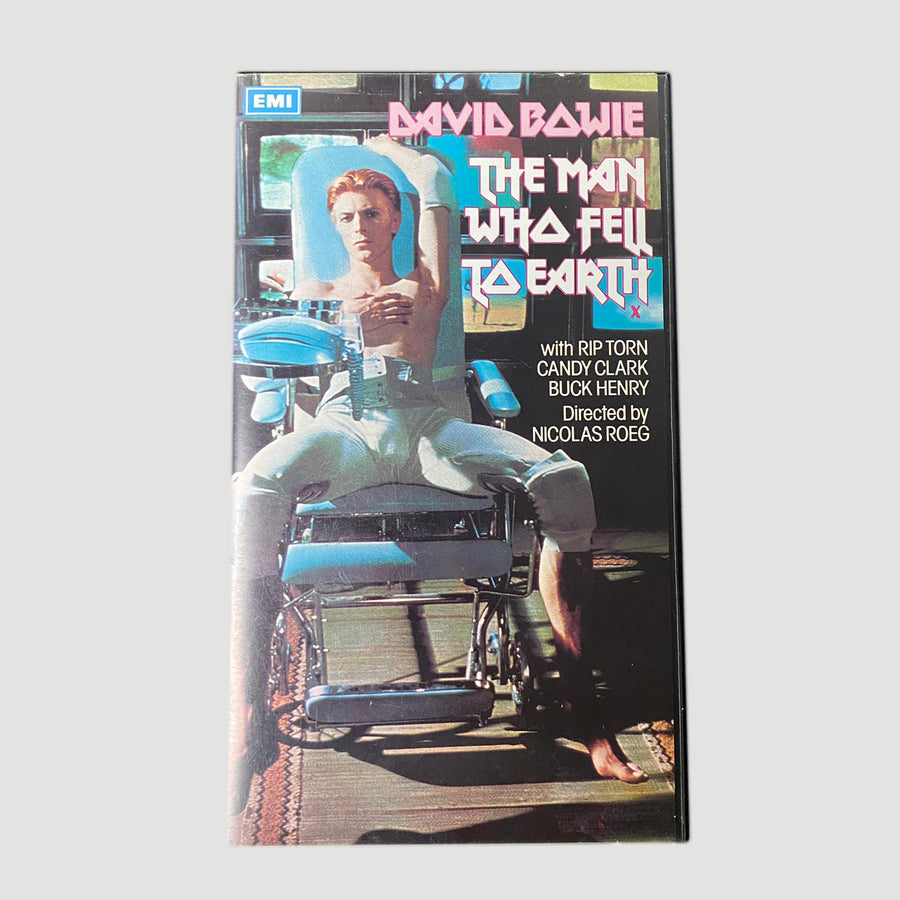 EMI
DAVID BOWIE
THE MAN
WHO FELL
TO EARTH
X
with RIP TORN
CANDY CLARK
BUCK HENRY
Directed by
NICOLAS ROEG